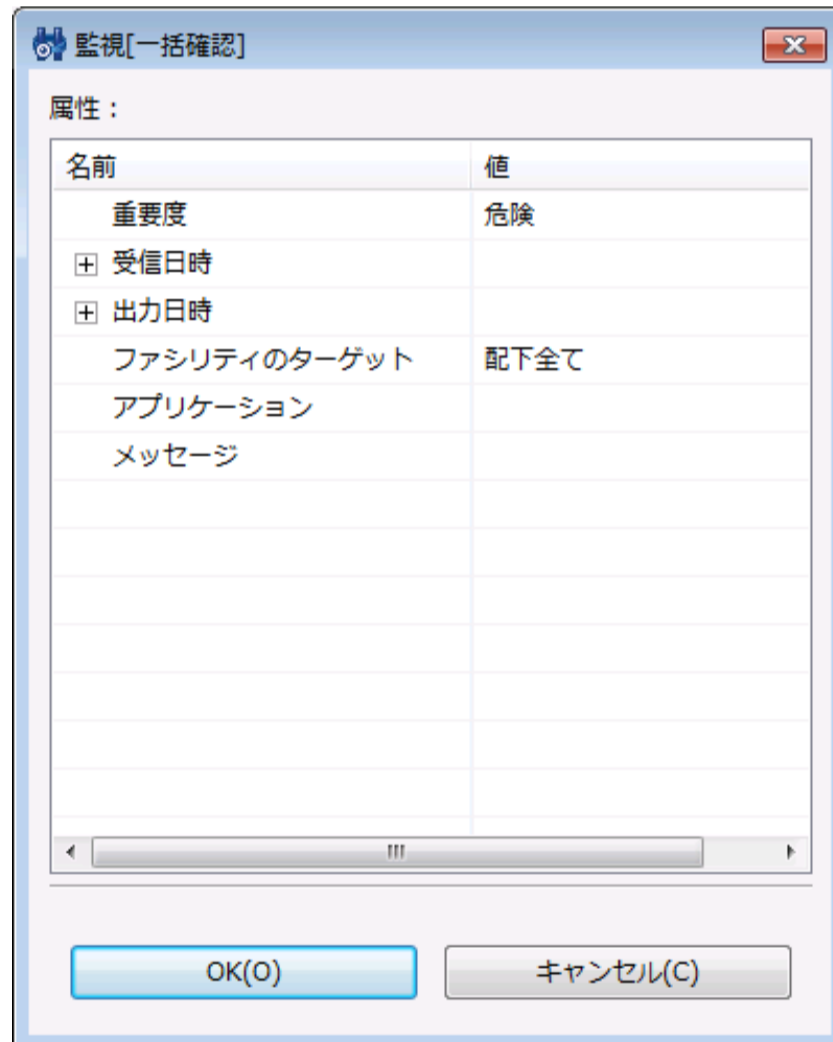 監視[一括確認]
属性：
名前 値
重要度 危険
受信日時
出力日時
ファシリティのターゲット 配下全て
アプリケーション
メッセージ
OK(O) キャンセル(C)